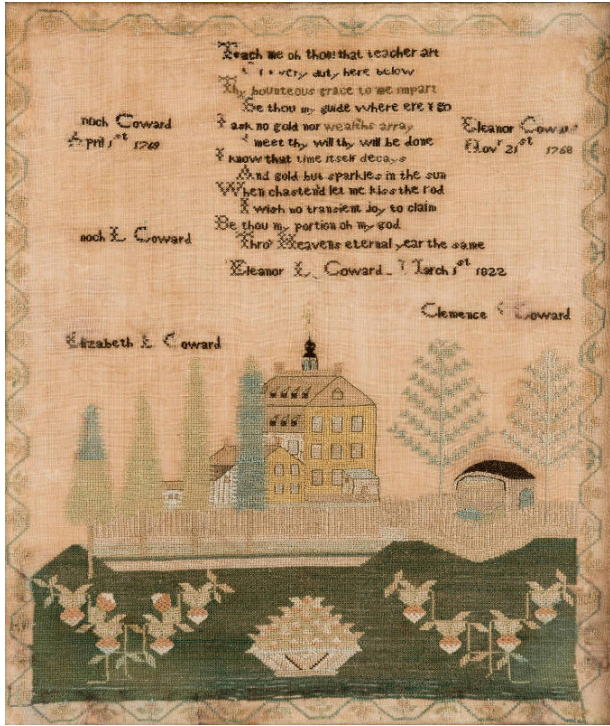 Teach me oh thou that teacher art
every duty here below
Thy bounteous grace to me impart
Be thou my guide where ere I go
I ask no gold nor wealths array
meet thy will thy will be done
I know that time itself decays
And gold but sparkles in the sun
When chastend let me kiss the rod
I wish no transient joy to claim
Be thou my portion oh my god
Thro' Heavens eternal year the same
Eleanor L Coward March 1st 1822
noch Coward
April 1st 1769
Eleanor Coward
Novr 21st 1768
noch L Coward
Clemence Coward
Elizabeth L Coward